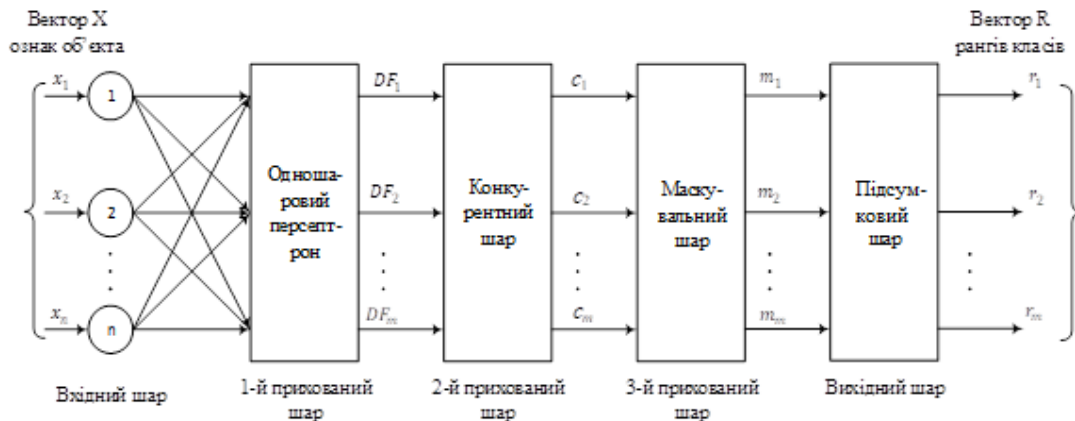 Вектор X
ознак об'єкта
Вектор R
рангів класів
x₁
1
DF₁
c₁
m₁
r₁
x₂
2
Одноша-
ровий
персепт-
рон
DF₂
Конку-
рентний
шар
c₂
Маску-
вальний
шар
m₂
Підсум-
ковий
шар
r₂
xₙ
n
DFₘ
cₘ
mₘ
rₘ
Вхідний шар
1-й прихований
шар
2-й прихований
шар
3-й прихований
шар
Вихідний шар